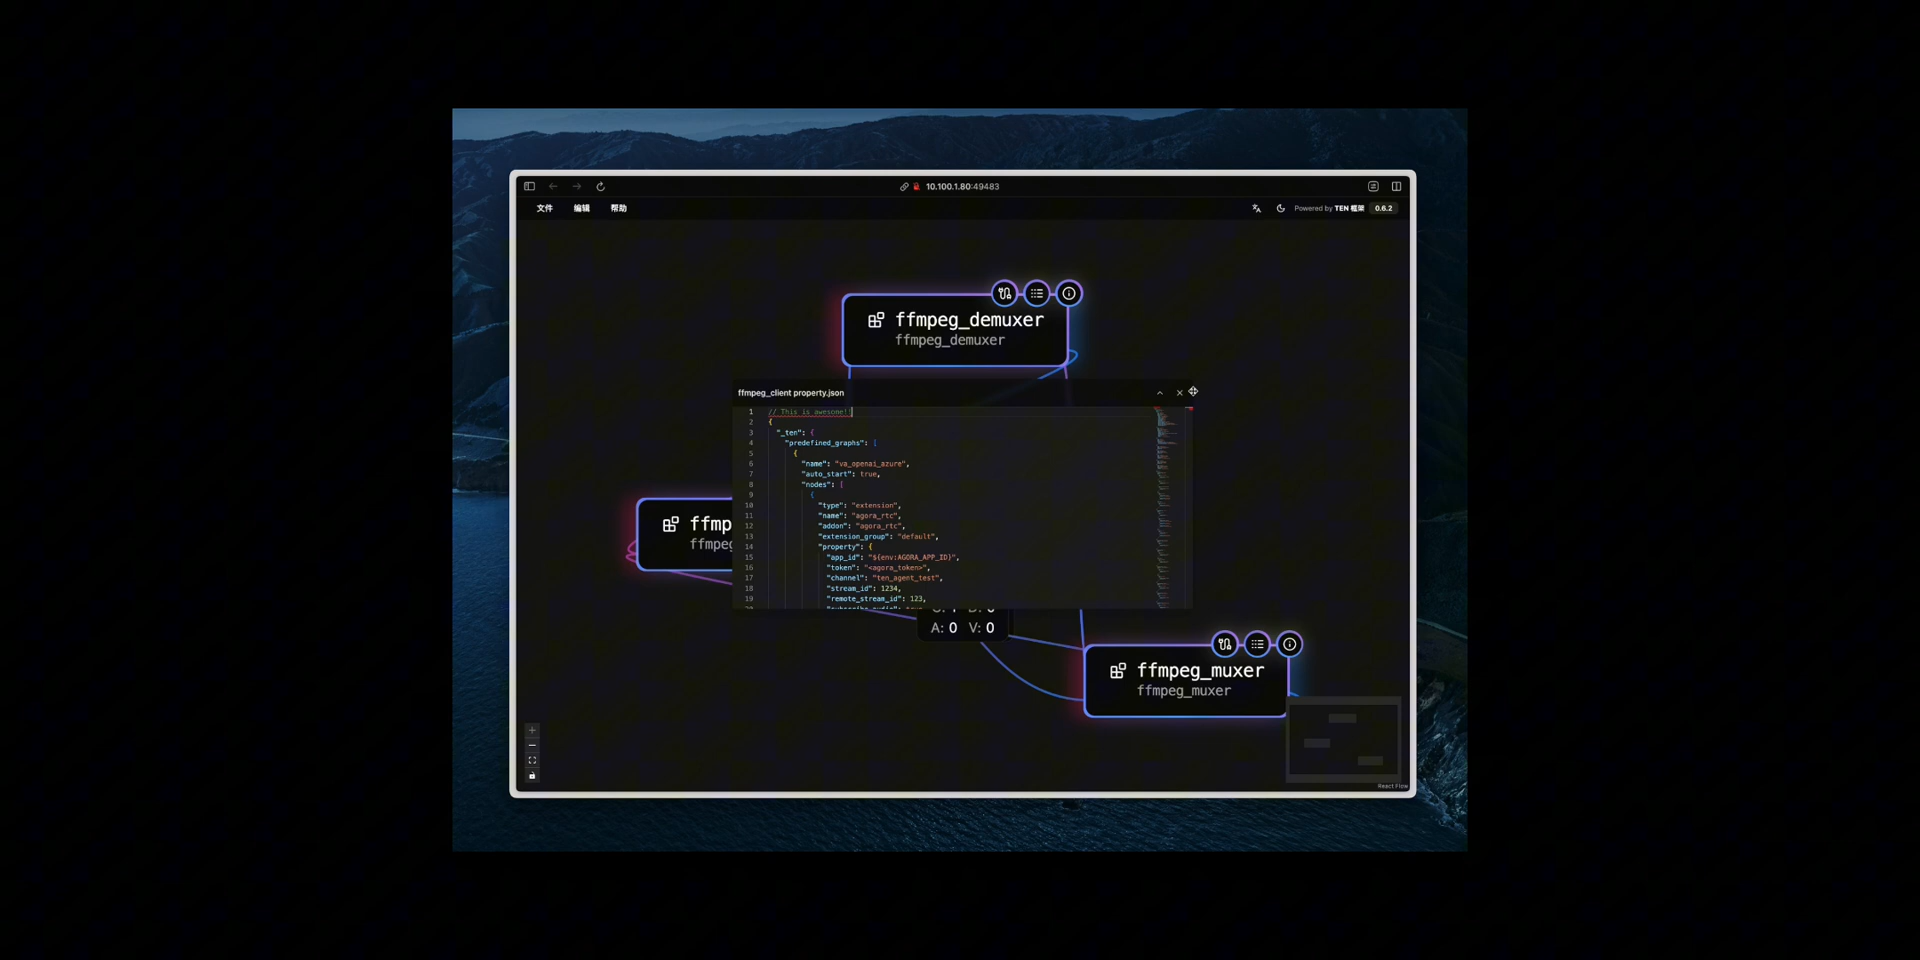 10.100.1.80:49483
文件 编辑 帮助
Powered by TEN 框架 0.6.2
ffmpeg_demuxer
ffmpeg_demuxer
ffmpeg_client property.json
1 // This is awesome!!
2 {
3 "_ten": {
4 "predefined_graphs": [
5 {
6 "name": "va_openai_azure",
7 "auto_start": true,
8 "nodes": [
9 {
10 "type": "extension",
11 "name": "agora_rtc",
12 "addon": "agora_rtc",
13 "extension_group": "default",
14 "property": {
15 "app_id": "${env:AGORA_APP_ID}",
16 "token": "<agora_token>",
17 "channel": "ten_agent_test",
18 "stream_id": 1234,
19 "remote_stream_id": 123,
ffmp
ffmpeg
A: 0 V: 0
ffmpeg_muxer
ffmpeg_muxer
React Flow